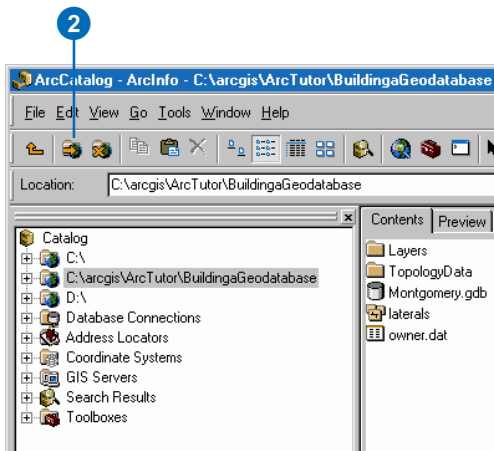 2
ArcCatalog - ArcInfo - C:\arcgis\ArcTutor\BuildingaGeodatabase
File Edit View Go Tools Window Help
Location: C:\arcgis\ArcTutor\BuildingaGeodatabase
Contents Preview
Catalog
C:\
C:\arcgis\ArcTutor\BuildingaGeodatabase
D:\
Database Connections
Address Locators
Coordinate Systems
GIS Servers
Search Results
Toolboxes
Layers
TopologyData
Montgomery.gdb
laterals
owner.dat